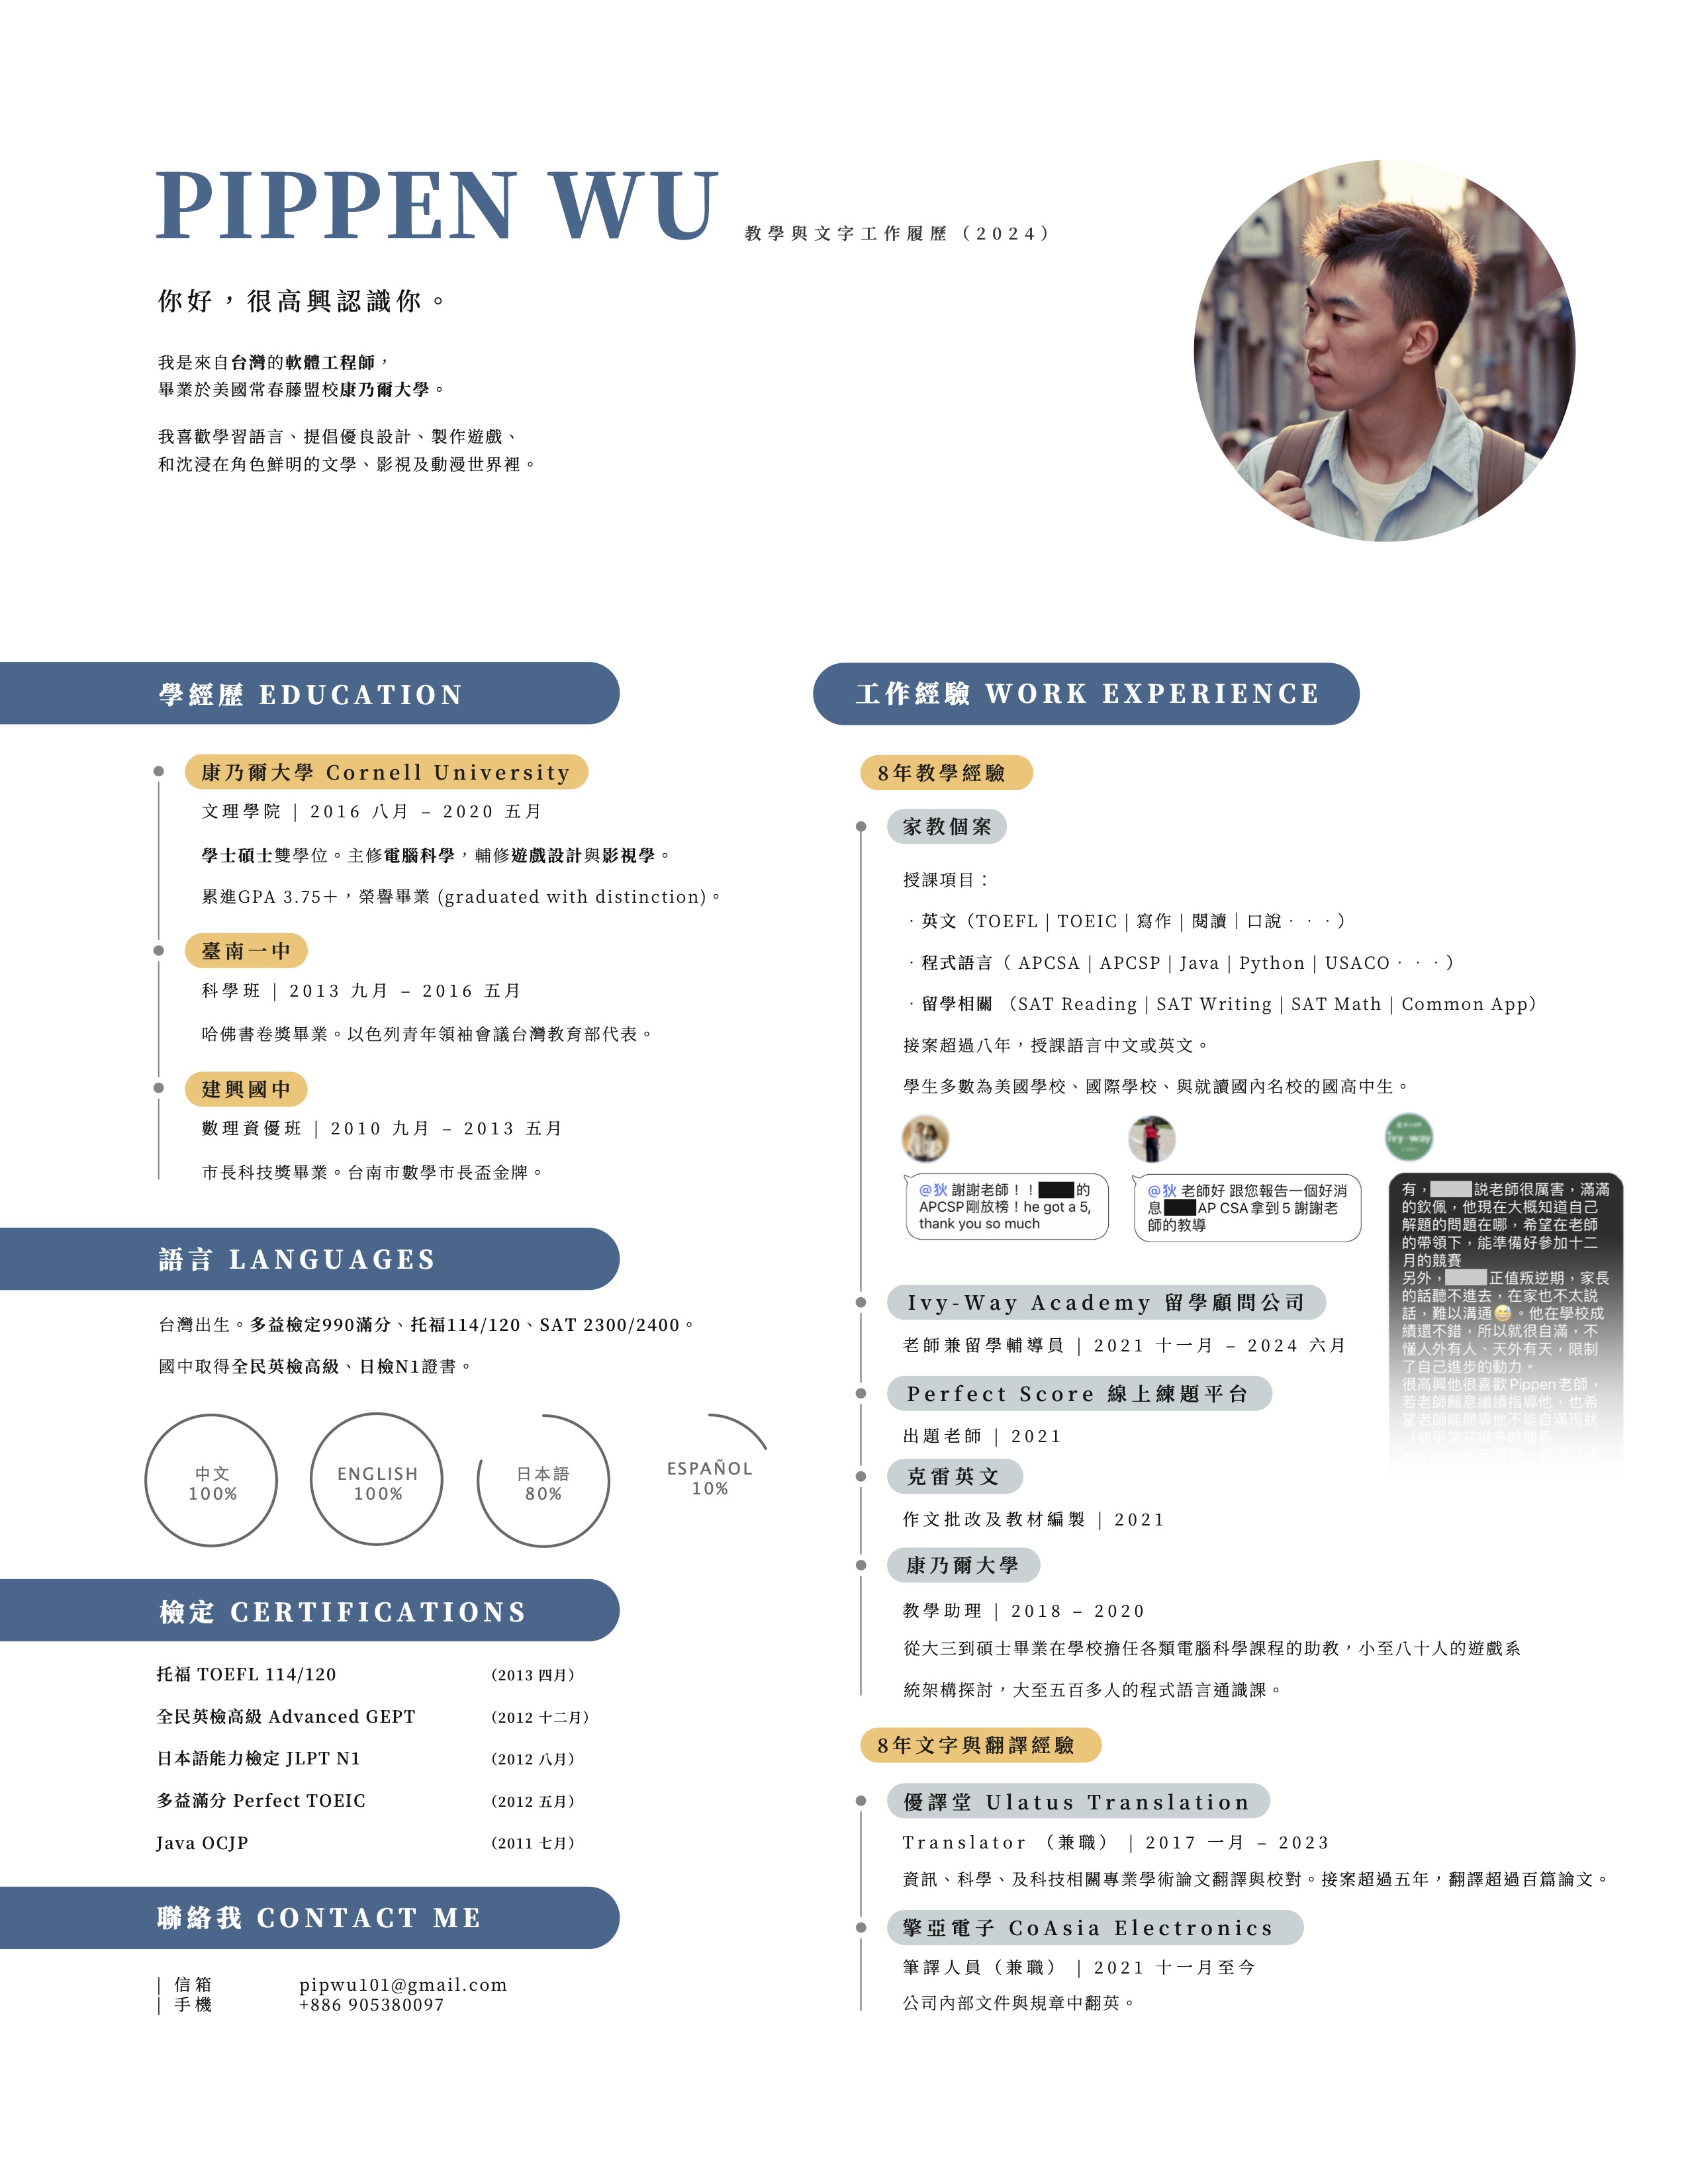 PIPPEN WU 教學與文字工作履歷（2024）
你好，很高興認識你。
我是來自台灣的軟體工程師，
畢業於美國常春藤盟校康乃爾大學。
我喜歡學習語言、提倡優良設計、製作遊戲、
和沈浸在角色鮮明的文學、影視及動漫世界裡。
學經歷 EDUCATION
康乃爾大學 Cornell University
文理學院 | 2016 八月 – 2020 五月
學士碩士雙學位。主修電腦科學，輔修遊戲設計與影視學。
累進GPA 3.75＋，榮譽畢業 (graduated with distinction)。
臺南一中
科學班 | 2013 九月 – 2016 五月
哈佛書卷獎畢業。以色列青年領袖會議台灣教育部代表。
建興國中
數理資優班 | 2010 九月 – 2013 五月
市長科技獎畢業。台南市數學市長盃金牌。
語言 LANGUAGES
台灣出生。多益檢定990滿分、托福114/120、SAT 2300/2400。
國中取得全民英檢高級、日檢N1證書。
中文
100%
ENGLISH
100%
日本語
80%
ESPAÑOL
10%
檢定 CERTIFICATIONS
托福 TOEFL 114/120 （2013 四月）
全民英檢高級 Advanced GEPT （2012 十二月）
日本語能力檢定 JLPT N1 （2012 八月）
多益滿分 Perfect TOEIC （2012 五月）
Java OCJP （2011 七月）
聯絡我 CONTACT ME
| 信箱 pipwu101@gmail.com
| 手機 +886 905380097
工作經驗 WORK EXPERIENCE
8年教學經驗
家教個案
授課項目：
· 英文（TOEFL | TOEIC | 寫作 | 閱讀 | 口說 · · ·）
· 程式語言（ APCSA | APCSP | Java | Python | USACO · · ·）
· 留學相關 （SAT Reading | SAT Writing | SAT Math | Common App）
接案超過八年，授課語言中文或英文。
學生多數為美國學校、國際學校、與就讀國內名校的國高中生。
@狄 謝謝老師！！ 的
APCSP剛放榜！he got a 5,
thank you so much
@狄 老師好 跟您報告一個好消
息 AP CSA拿到5 謝謝老
師的教導
ivy-way
有， 説老師很厲害，滿滿
的欽佩，他現在大概知道自己
解題的問題在哪，希望在老師
的帶領下，能準備好參加十二
月的競賽
另外， 正值叛逆期，家長
的話聽不進去，在家也不太説
話，難以溝通😅。他在學校成
績還不錯，所以就很自滿，不
懂人外有人、天外有天，限制
了自己進步的動力。
很高興他很喜歡Pippen老師，
若老師願意繼續指導他，也希
望老師能開導他不能自滿現狀
（他平常花很多時間看
Ivy-Way Academy 留學顧問公司
老師兼留學輔導員 | 2021 十一月 – 2024 六月
Perfect Score 線上練題平台
出題老師 | 2021
克雷英文
作文批改及教材編製 | 2021
康乃爾大學
教學助理 | 2018 – 2020
從大三到碩士畢業在學校擔任各類電腦科學課程的助教，小至八十人的遊戲系
統架構探討，大至五百多人的程式語言通識課。
8年文字與翻譯經驗
優譯堂 Ulatus Translation
Translator （兼職） | 2017 一月 – 2023
資訊、科學、及科技相關專業學術論文翻譯與校對。接案超過五年，翻譯超過百篇論文。
擎亞電子 CoAsia Electronics
筆譯人員（兼職） | 2021 十一月至今
公司內部文件與規章中翻英。